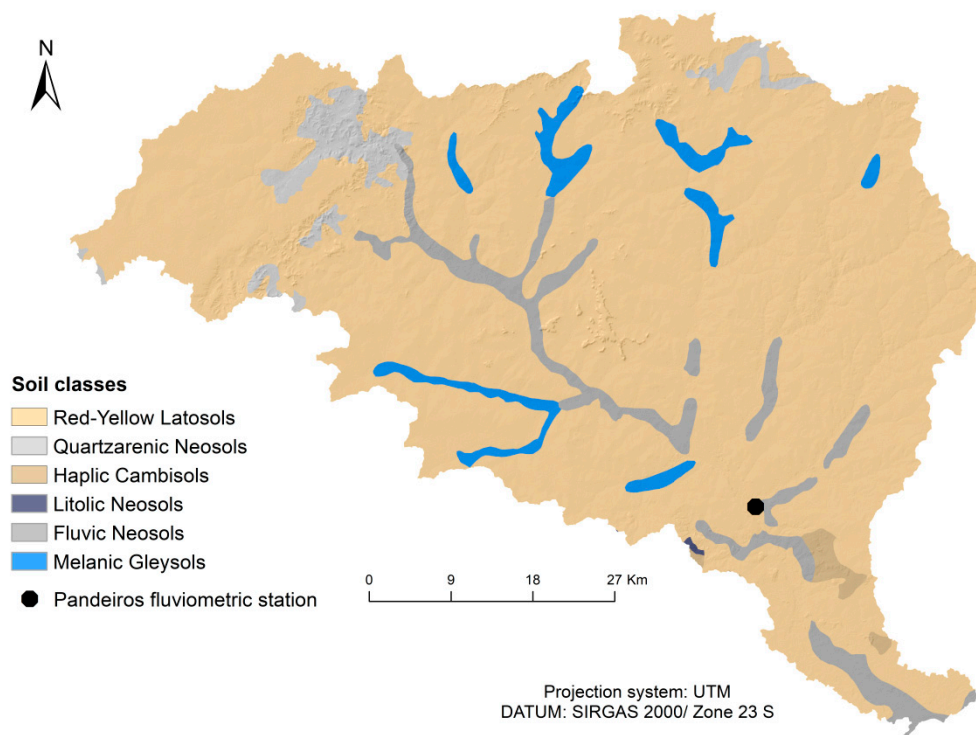 N
Soil classes
Red-Yellow Latosols
Quartzarenic Neosols
Haplic Cambisols
Litolic Neosols
Fluvic Neosols
Melanic Gleysols
Pandeiros fluviometric station
0 9 18 27 Km
Projection system: UTM
DATUM: SIRGAS 2000/ Zone 23 S